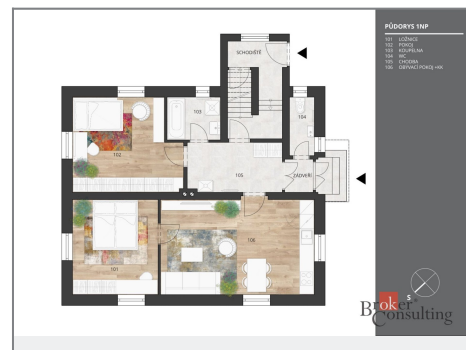 PŮDORYS 1NP
101 LOŽNICE
102 POKOJ
103 KOUPELNA
104 WC
105 CHODBA
106 OBÝVACÍ POKOJ +KK
SCHODIŠTĚ
103
104
102
105
ZÁDVEŘÍ
101
106
S
Broker
Consulting